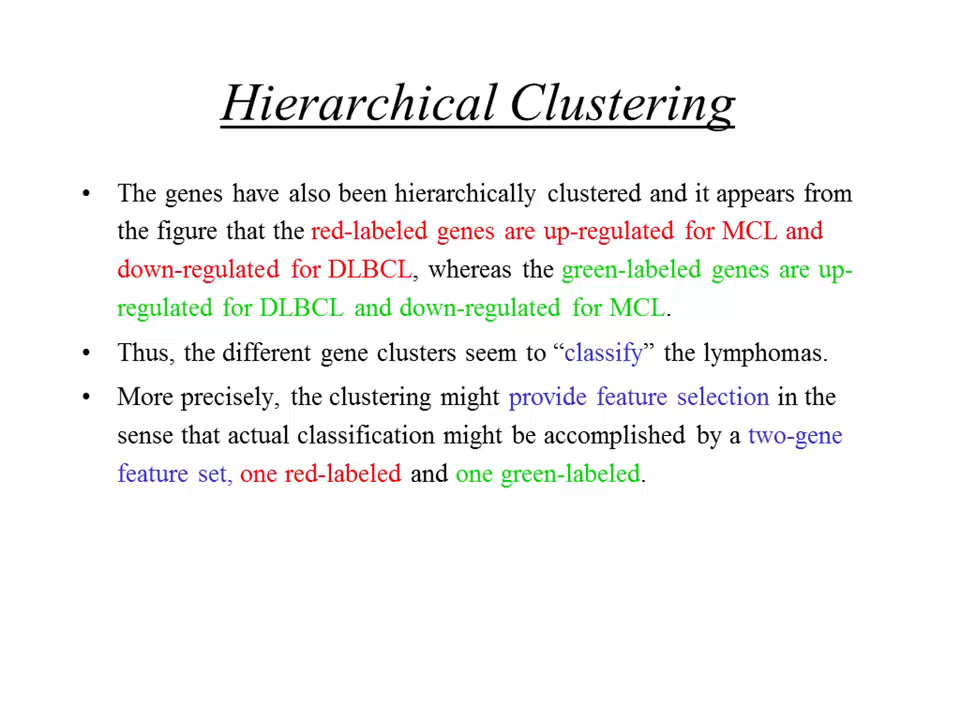 Hierarchical Clustering
• The genes have also been hierarchically clustered and it appears from
the figure that the red-labeled genes are up-regulated for MCL and
down-regulated for DLBCL, whereas the green-labeled genes are up-
regulated for DLBCL and down-regulated for MCL.
• Thus, the different gene clusters seem to “classify” the lymphomas.
• More precisely, the clustering might provide feature selection in the
sense that actual classification might be accomplished by a two-gene
feature set, one red-labeled and one green-labeled.